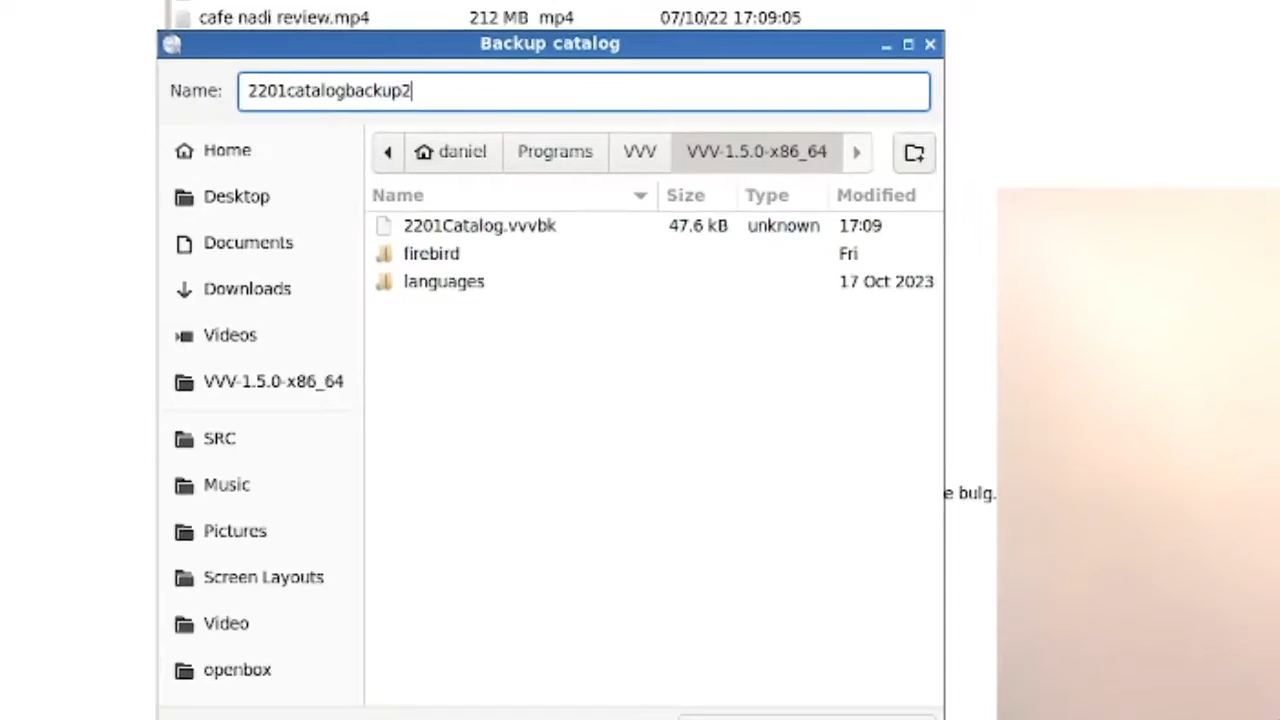 cafe nadi review.mp4 212 MB mp4 07/10/22 17:09:05
Backup catalog
Name: 2201catalogbackup2
Home
Desktop
Documents
Downloads
Videos
VVV-1.5.0-x86_64
SRC
Music
Pictures
Screen Layouts
Video
openbox
daniel Programs VVV VVV-1.5.0-x86_64
Name Size Type Modified
2201Catalog.vvvbk 47.6 kB unknown 17:09
firebird Fri
languages 17 Oct 2023
e bulg.